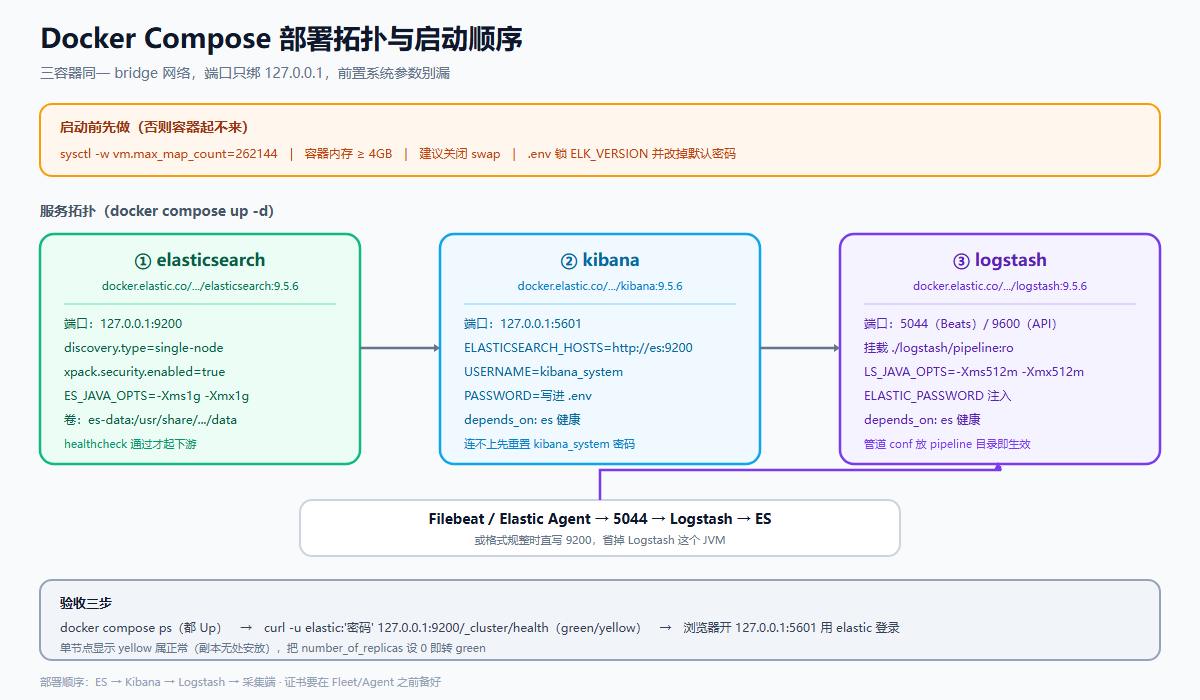 Docker Compose 部署拓扑与启动顺序
三容器同一 bridge 网络，端口只绑 127.0.0.1，前置系统参数别漏
启动前先做（否则容器起不来）
sysctl -w vm.max_map_count=262144 | 容器内存 ≥ 4GB | 建议关闭 swap | .env 锁 ELK_VERSION 并改掉默认密码
服务拓扑（docker compose up -d）
① elasticsearch
docker.elastic.co/.../elasticsearch:9.5.6
端口：127.0.0.1:9200
discovery.type=single-node
xpack.security.enabled=true
ES_JAVA_OPTS=-Xms1g -Xmx1g
卷：es-data:/usr/share/.../data
healthcheck 通过才起下游
② kibana
docker.elastic.co/.../kibana:9.5.6
端口：127.0.0.1:5601
ELASTICSEARCH_HOSTS=http://es:9200
USERNAME=kibana_system
PASSWORD=写进 .env
depends_on: es 健康
连不上先重置 kibana_system 密码
③ logstash
docker.elastic.co/.../logstash:9.5.6
端口：5044（Beats）/ 9600（API）
挂载 ./logstash/pipeline:ro
LS_JAVA_OPTS=-Xms512m -Xmx512m
ELASTIC_PASSWORD 注入
depends_on: es 健康
管道 conf 放 pipeline 目录即生效
Filebeat / Elastic Agent → 5044 → Logstash → ES
或格式规整时直写 9200，省掉 Logstash 这个 JVM
验收三步
docker compose ps（都 Up） → curl -u elastic:'密码' 127.0.0.1:9200/_cluster/health（green/yellow） → 浏览器开 127.0.0.1:5601 用 elastic 登录
单节点显示 yellow 属正常（副本无处安放），把 number_of_replicas 设 0 即转 green
部署顺序：ES → Kibana → Logstash → 采集端 · 证书要在 Fleet/Agent 之前备好